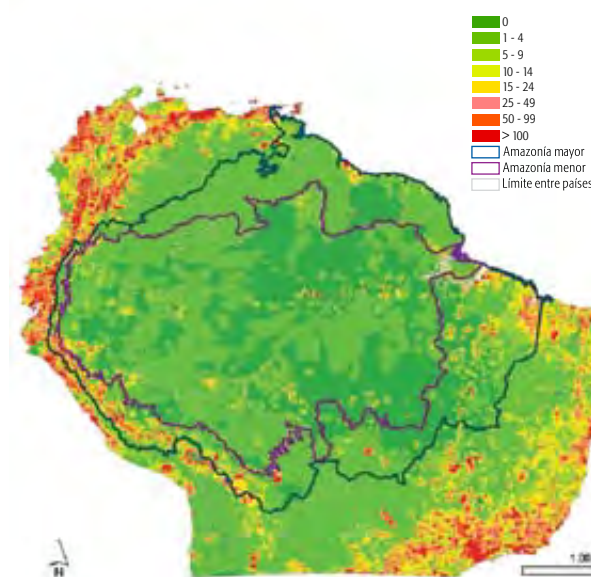 0
1 - 4
5 - 9
10 - 14
15 - 24
25 - 49
50 - 99
> 100
Amazonía mayor
Amazonía menor
Límite entre países
N